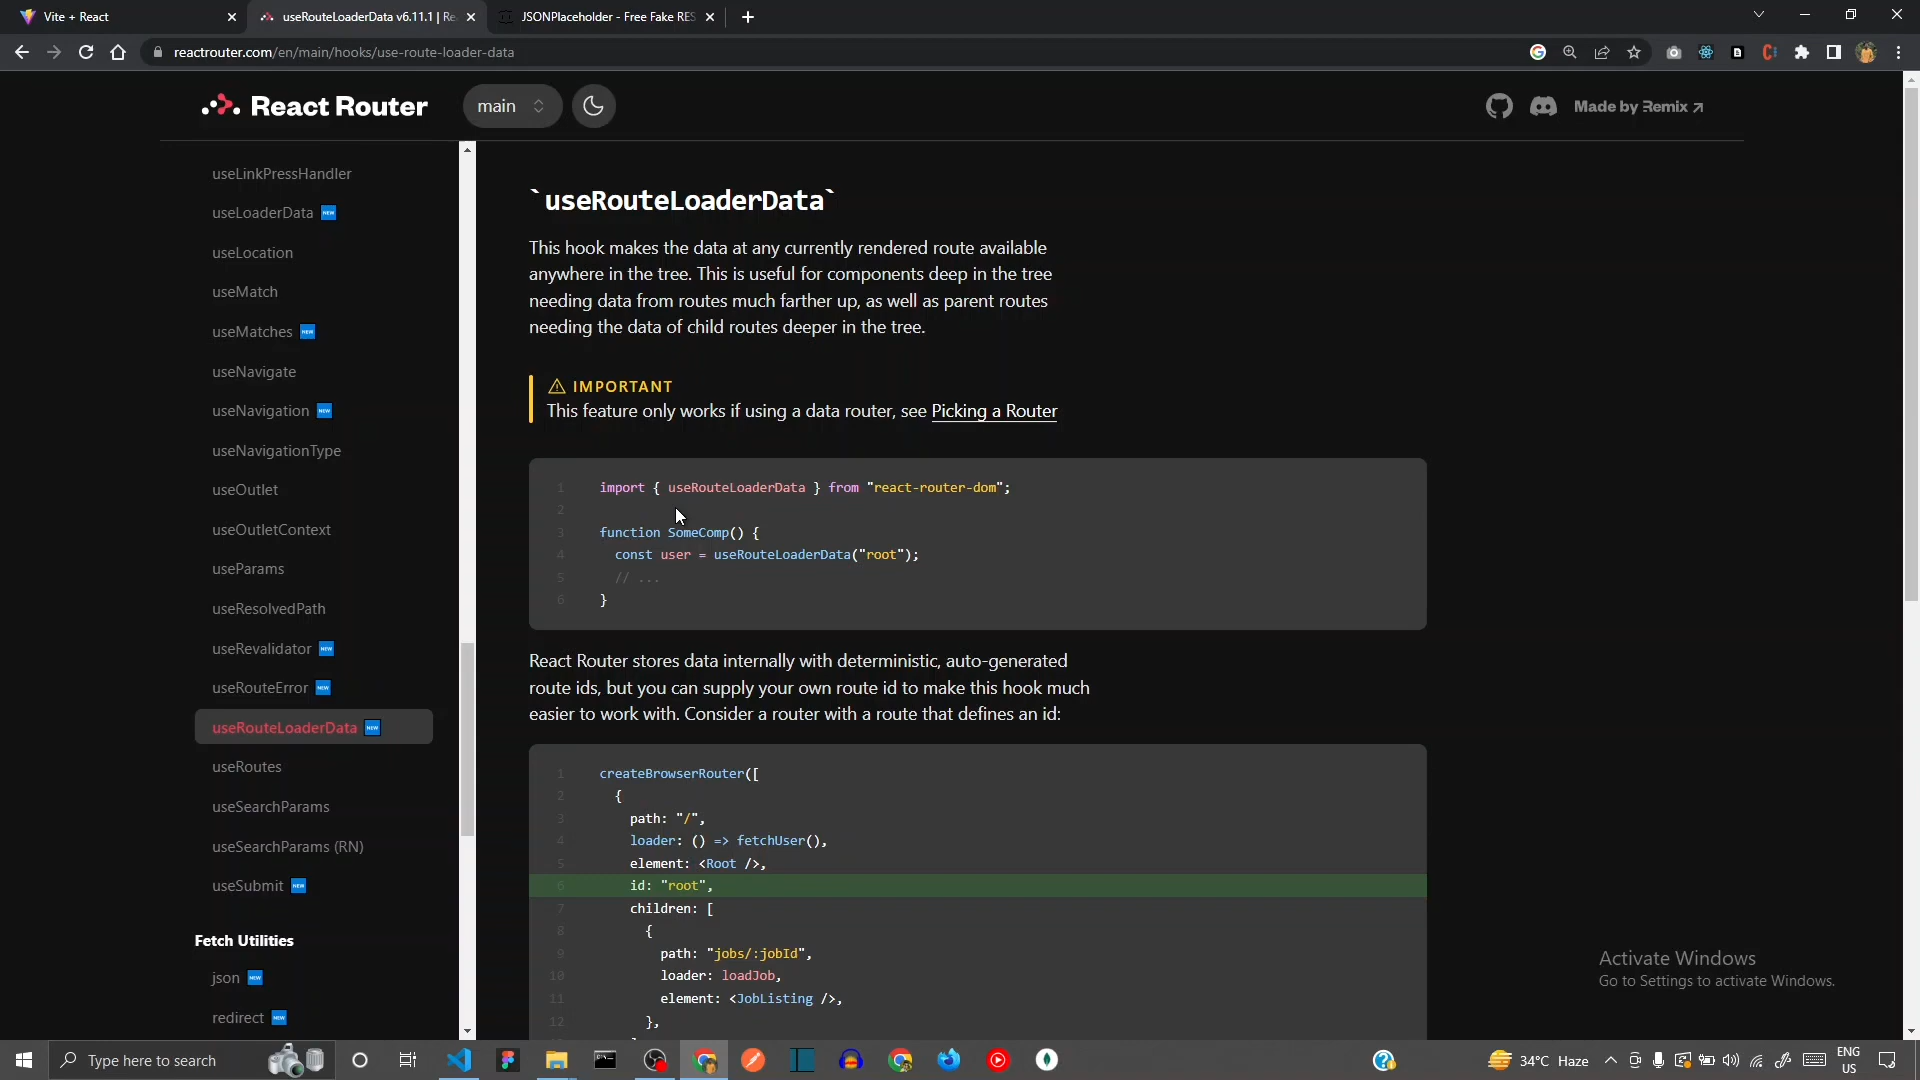 Vite + React
useRouteLoaderData v6.11.1 | Re
JSONPlaceholder - Free Fake RES
reactrouter.com/en/main/hooks/use-route-loader-data
React Router
main
Made by Remix ↗
useLinkPressHandler
useLoaderData NEW
useLocation
useMatch
useMatches NEW
useNavigate
useNavigation NEW
useNavigationType
useOutlet
useOutletContext
useParams
useResolvedPath
useRevalidator NEW
useRouteError NEW
useRouteLoaderData NEW
useRoutes
useSearchParams
useSearchParams (RN)
useSubmit NEW
Fetch Utilities
json NEW
redirect NEW
`useRouteLoaderData`
This hook makes the data at any currently rendered route available
anywhere in the tree. This is useful for components deep in the tree
needing data from routes much farther up, as well as parent routes
needing the data of child routes deeper in the tree.
⚠ IMPORTANT
This feature only works if using a data router, see Picking a Router
1 import { useRouteLoaderData } from "react-router-dom";
2
3 function SomeComp() {
4 const user = useRouteLoaderData("root");
5 // ...
6 }
React Router stores data internally with deterministic, auto-generated
route ids, but you can supply your own route id to make this hook much
easier to work with. Consider a router with a route that defines an id:
1 createBrowserRouter([
2 {
3 path: "/",
4 loader: () => fetchUser(),
5 element: <Root />,
6 id: "root",
7 children: [
8 {
9 path: "jobs/:jobId",
10 loader: loadJob,
11 element: <JobListing />,
12 },
Activate Windows
Go to Settings to activate Windows.
Type here to search
34°C Haze
ENG
US